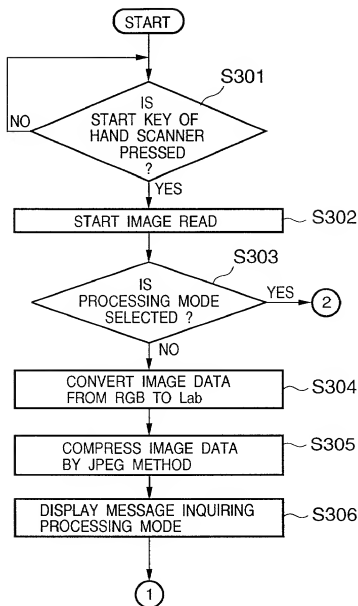 START
S301
IS
START KEY OF
HAND SCANNER
PRESSED
?
NO
YES
START IMAGE READ
S302
S303
IS
PROCESSING MODE
SELECTED ?
YES
2
NO
CONVERT IMAGE DATA
FROM RGB TO Lab
S304
COMPRESS IMAGE DATA
BY JPEG METHOD
S305
DISPLAY MESSAGE INQUIRING
PROCESSING MODE
S306
1